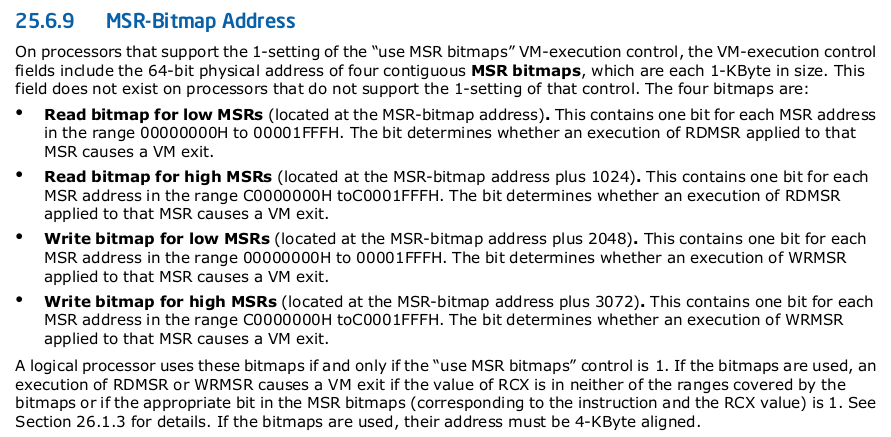 25.6.9 MSR-Bitmap Address
On processors that support the 1-setting of the “use MSR bitmaps” VM-execution control, the VM-execution control
fields include the 64-bit physical address of four contiguous MSR bitmaps, which are each 1-KByte in size. This
field does not exist on processors that do not support the 1-setting of that control. The four bitmaps are:
• Read bitmap for low MSRs (located at the MSR-bitmap address). This contains one bit for each MSR address
in the range 00000000H to 00001FFFH. The bit determines whether an execution of RDMSR applied to that
MSR causes a VM exit.
• Read bitmap for high MSRs (located at the MSR-bitmap address plus 1024). This contains one bit for each
MSR address in the range C0000000H toC0001FFFH. The bit determines whether an execution of RDMSR
applied to that MSR causes a VM exit.
• Write bitmap for low MSRs (located at the MSR-bitmap address plus 2048). This contains one bit for each
MSR address in the range 00000000H to 00001FFFH. The bit determines whether an execution of WRMSR
applied to that MSR causes a VM exit.
• Write bitmap for high MSRs (located at the MSR-bitmap address plus 3072). This contains one bit for each
MSR address in the range C0000000H toC0001FFFH. The bit determines whether an execution of WRMSR
applied to that MSR causes a VM exit.
A logical processor uses these bitmaps if and only if the “use MSR bitmaps” control is 1. If the bitmaps are used, an
execution of RDMSR or WRMSR causes a VM exit if the value of RCX is in neither of the ranges covered by the
bitmaps or if the appropriate bit in the MSR bitmaps (corresponding to the instruction and the RCX value) is 1. See
Section 26.1.3 for details. If the bitmaps are used, their address must be 4-KByte aligned.